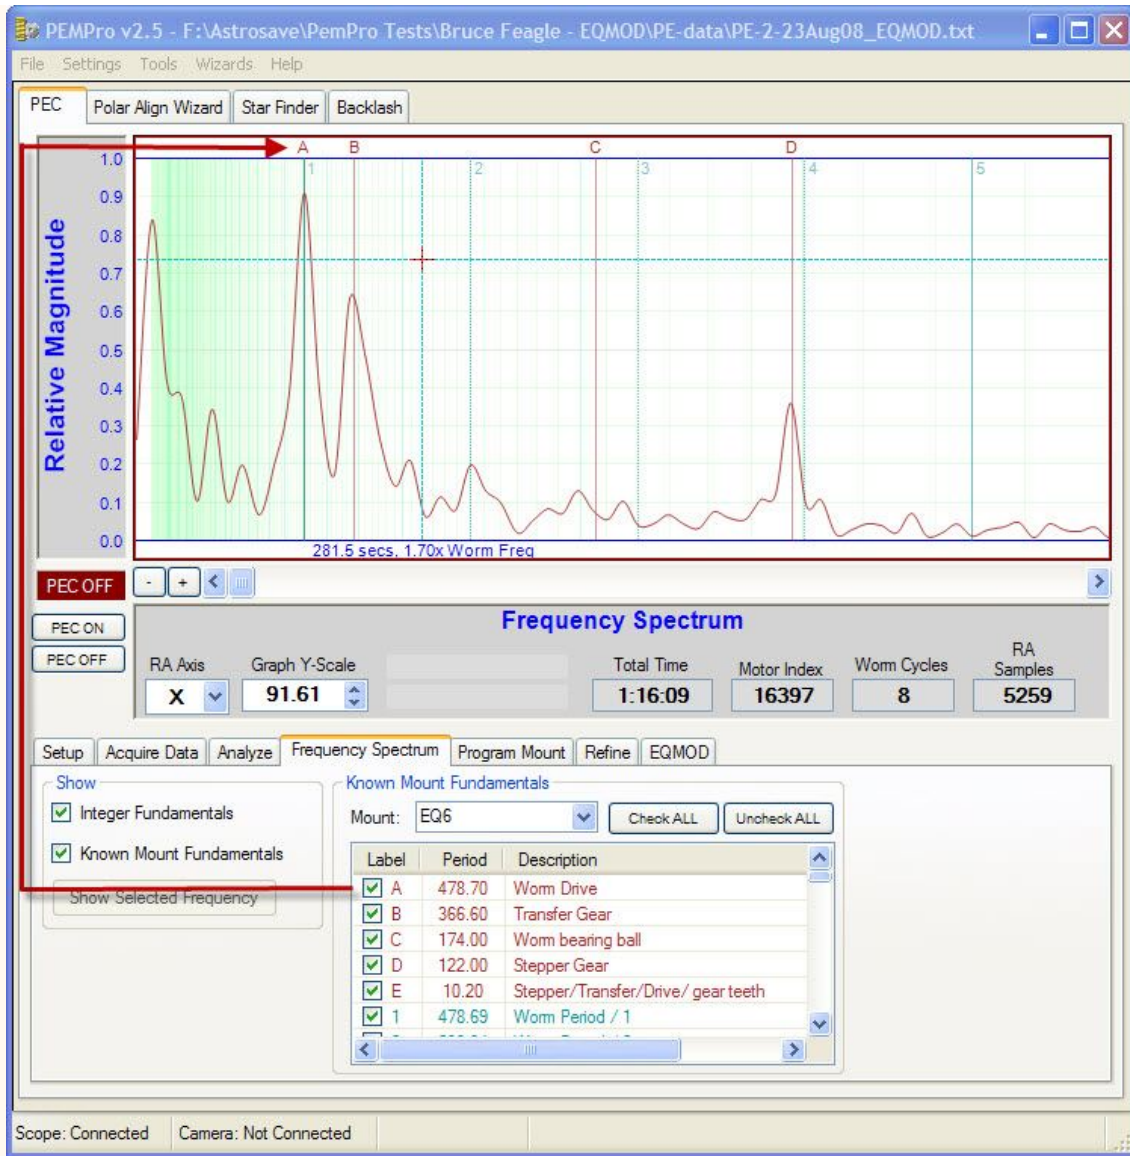 PEMPro v2.5 - F:\Astrosave\PemPro Tests\Bruce Feagle - EQMOD\PE-data\PE-2-23Aug08_EQMOD.txt
File Settings Tools Wizards Help
PEC Polar Align Wizard Star Finder Backlash
A B C D
1 2 3 4 5
Relative Magnitude
1.0
0.9
0.8
0.7
0.6
0.5
0.4
0.3
0.2
0.1
0.0
281.5 secs, 1.70x Worm Freq
PEC OFF - +
PEC ON
PEC OFF
Frequency Spectrum
RA Axis Graph Y-Scale Total Time Motor Index Worm Cycles RA Samples
X 91.61 1:16:09 16397 8 5259
Setup Acquire Data Analyze Frequency Spectrum Program Mount Refine EQMOD
Show
Integer Fundamentals
Known Mount Fundamentals
Show Selected Frequency
Known Mount Fundamentals
Mount: EQ6 Check ALL Uncheck ALL
Label Period Description
A 478.70 Worm Drive
B 366.60 Transfer Gear
C 174.00 Worm bearing ball
D 122.00 Stepper Gear
E 10.20 Stepper/Transfer/Drive/ gear teeth
1 478.69 Worm Period / 1
Scope: Connected Camera: Not Connected